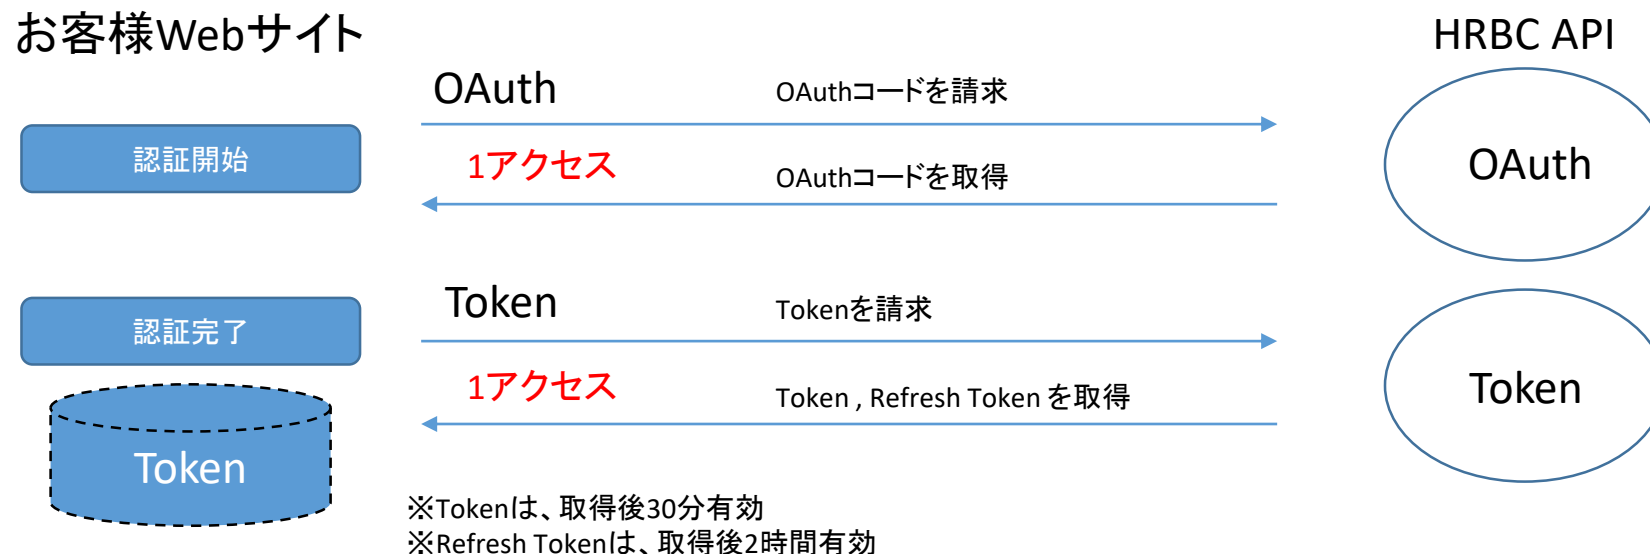 お客様Webサイト
HRBC API
OAuth
OAuthコードを請求
認証開始
1アクセス
OAuthコードを取得
OAuth
Token
Tokenを請求
認証完了
1アクセス
Token , Refresh Token を取得
Token
Token
※Tokenは、取得後30分有効
※Refresh Tokenは、取得後2時間有効